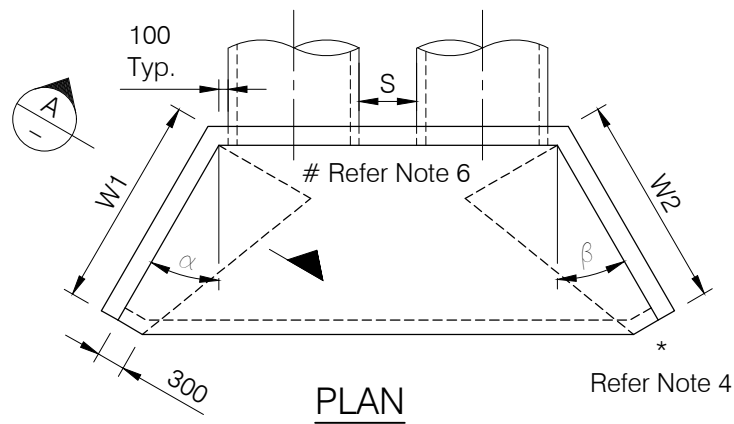 100
Typ.
S
A
–
W1
# Refer Note 6
W2
α
β
*
Refer Note 4
300
PLAN